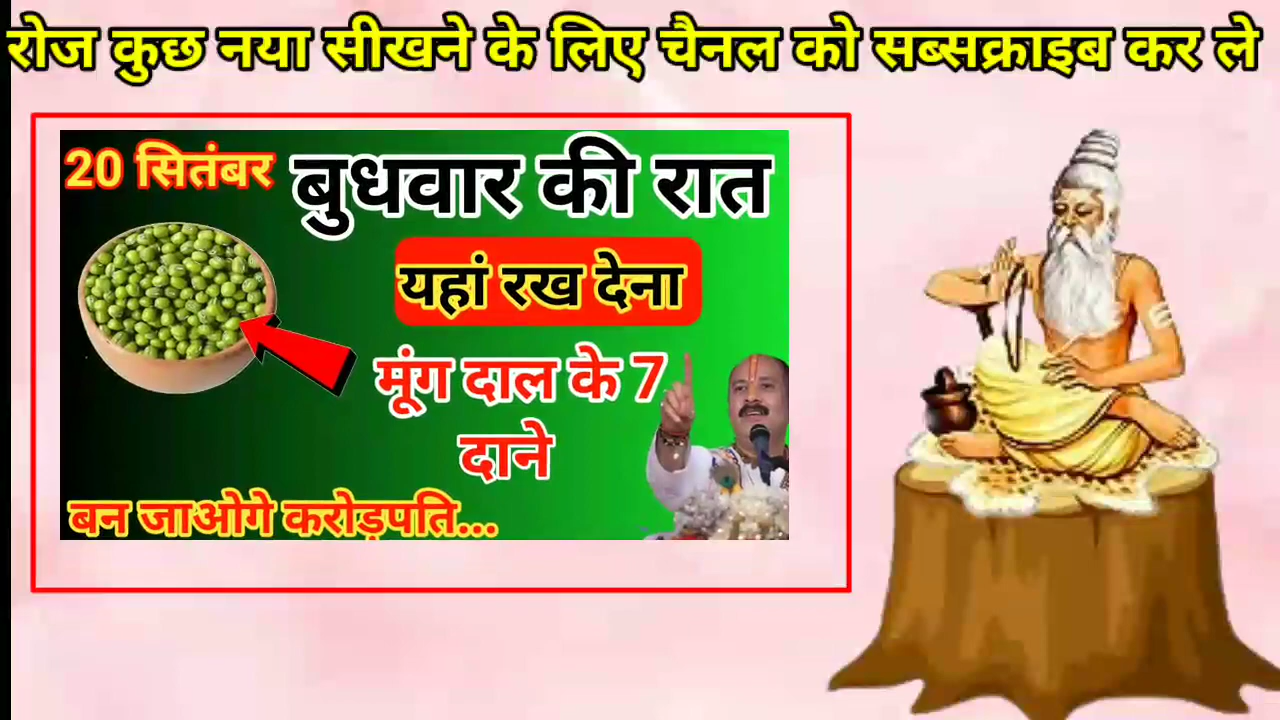 रोज कुछ नया सीखने के लिए चैनल को सब्सक्राइब कर ले
20 सितंबर
बुधवार की रात
यहां रख देना
मूंग दाल के 7
दाने
बन जाओगे करोड़पति...